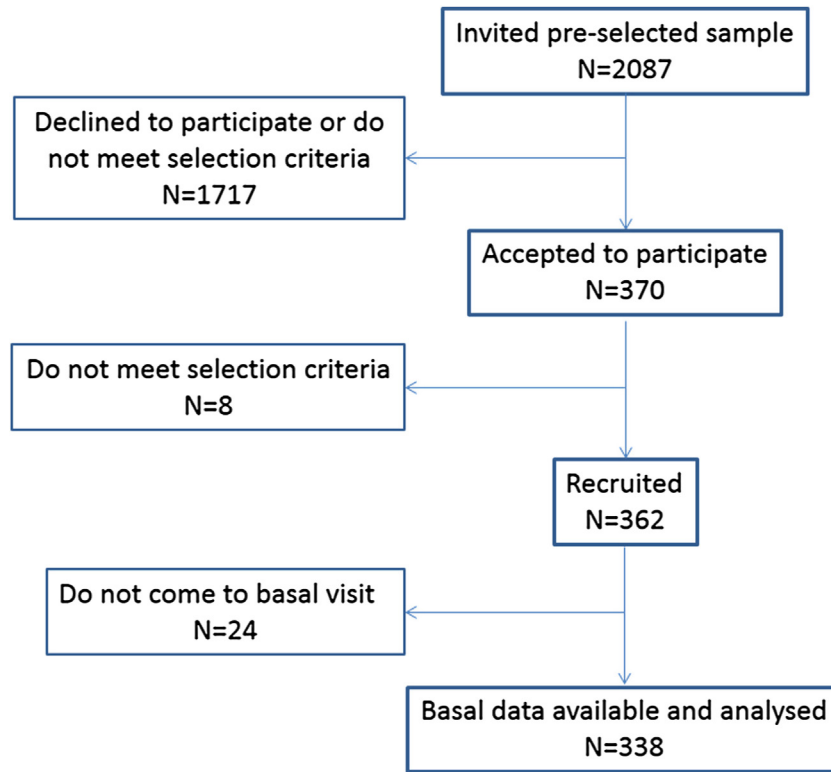 Invited pre-selected sample
N=2087
Declined to participate or do
not meet selection criteria
N=1717
Accepted to participate
N=370
Do not meet selection criteria
N=8
Recruited
N=362
Do not come to basal visit
N=24
Basal data available and analysed
N=338